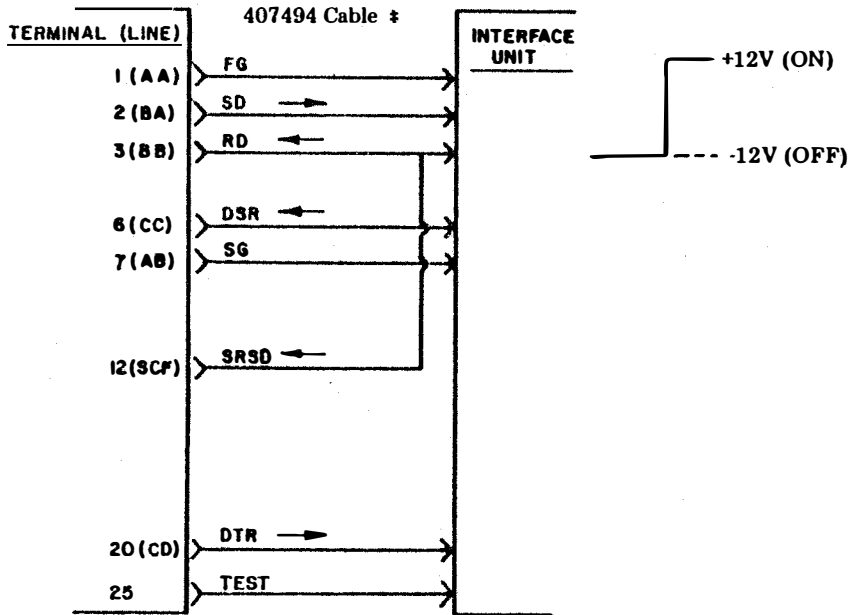 407494 Cable ‡
TERMINAL (LINE)
INTERFACE
UNIT
+12V (ON)
-12V (OFF)
1 (AA) FG
2 (BA) SD
3 (BB) RD
6 (CC) DSR
7 (AB) SG
12 (SCF) SRSD
20 (CD) DTR
25 TEST